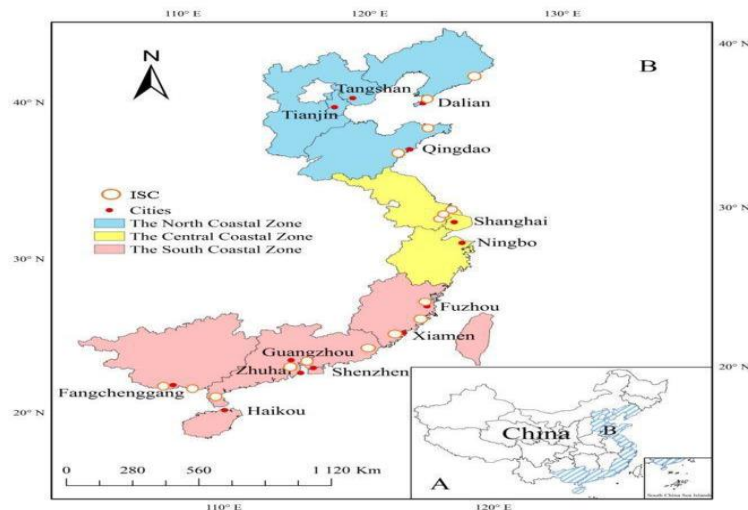 110° E 120° E 130° E
40° N
N
B
Tangshan
40° N
Dalian
Tianjin
Qingdao
ISC
30° N
Cities
Shanghai
The North Coastal Zone
The Central Coastal Zone
Ningbo
The South Coastal Zone
30° N
Fuzhou
Xiamen
Guangzhou
Zhuhai
Shenzhen
Fangchenggang
20° N
Haikou
20° N
China
B
0 280 560 1 120 Km
A
South China Sea Islands
110° E 120° E